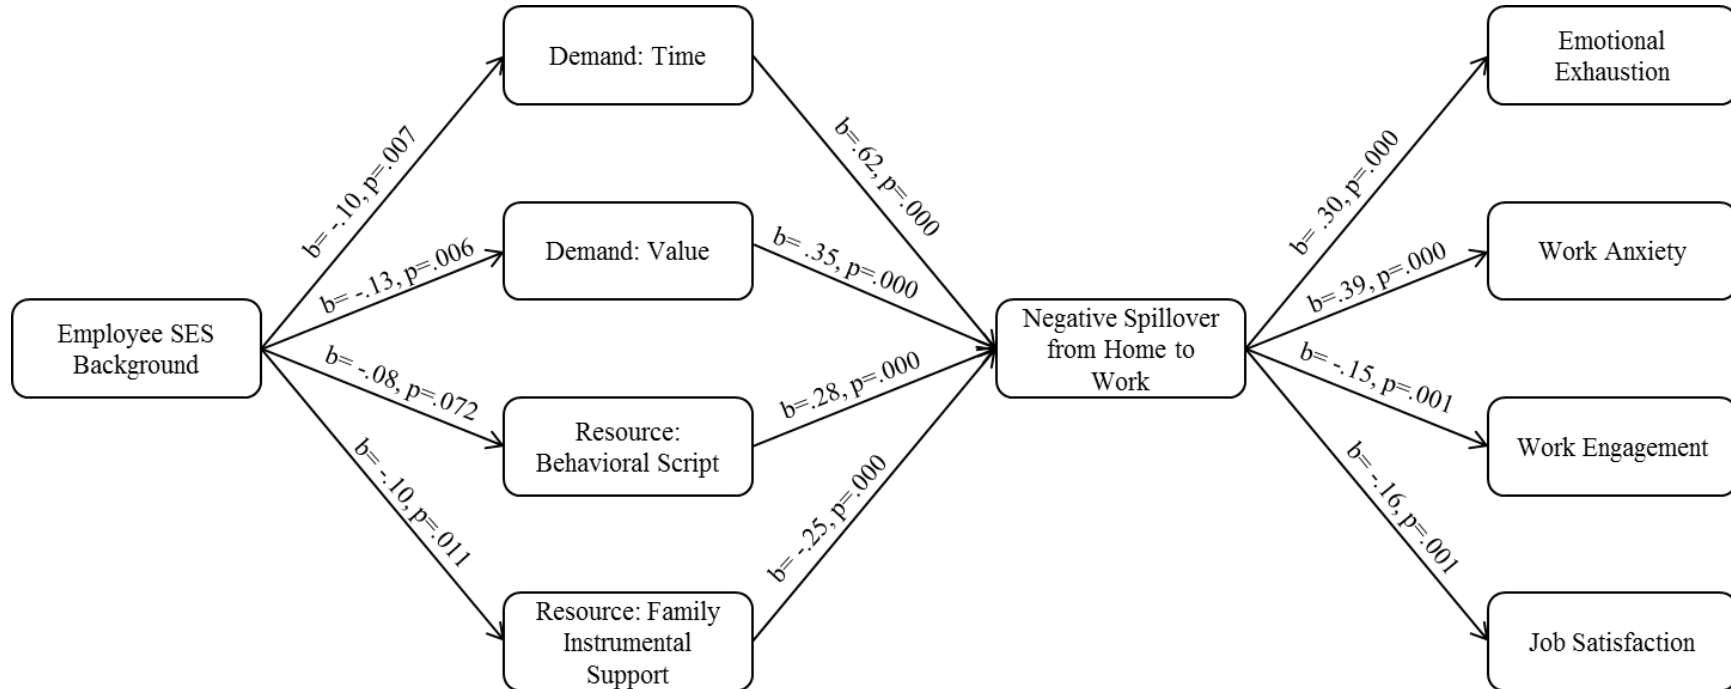 Demand: Time
Emotional
Exhaustion
b= -.10, p=.007
b=.62, p=.000
b= .30, p=.000
Demand: Value
Work Anxiety
b= -.13, p=.006
b= .35, p=.000
b=.39, p=.000
Employee SES
Background
Negative Spillover
from Home to
Work
b= -.08, p=.072
b=.28, p=.000
b= -.15, p=.001
Resource:
Behavioral Script
Work Engagement
b= -.10, p=.011
b= -.25, p=.000
b= -.16, p=.001
Resource: Family
Instrumental
Support
Job Satisfaction